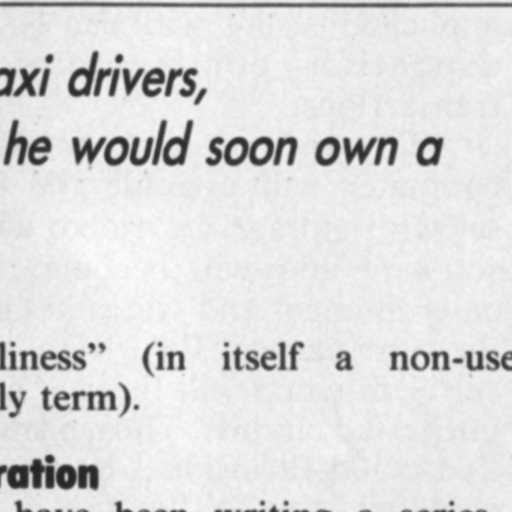 axi drivers,
he would soon own a
liness” (in itself a non-use
ly term).
ration
have been writing a series